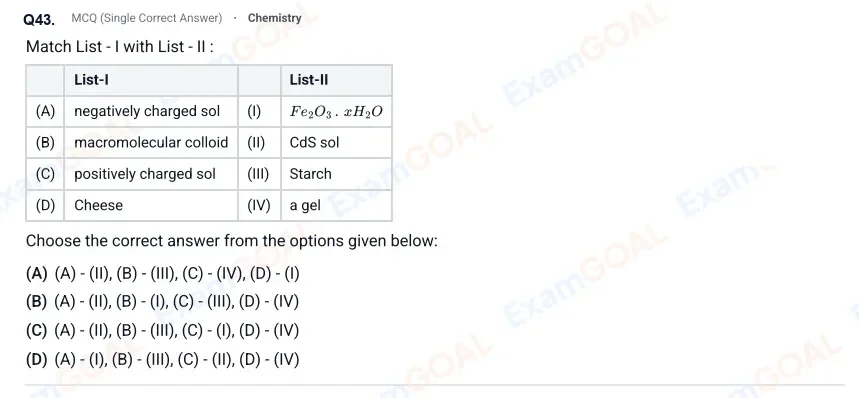 Q43. MCQ (Single Correct Answer) · Chemistry
Match List - I with List - II :
List-I List-II
(A) negatively charged sol (I) Fe₂O₃ . xH₂O
(B) macromolecular colloid (II) CdS sol
(C) positively charged sol (III) Starch
(D) Cheese (IV) a gel
Choose the correct answer from the options given below:
(A) (A) - (II), (B) - (III), (C) - (IV), (D) - (I)
(B) (A) - (II), (B) - (I), (C) - (III), (D) - (IV)
(C) (A) - (II), (B) - (III), (C) - (I), (D) - (IV)
(D) (A) - (I), (B) - (III), (C) - (II), (D) - (IV)
ExamGOAL